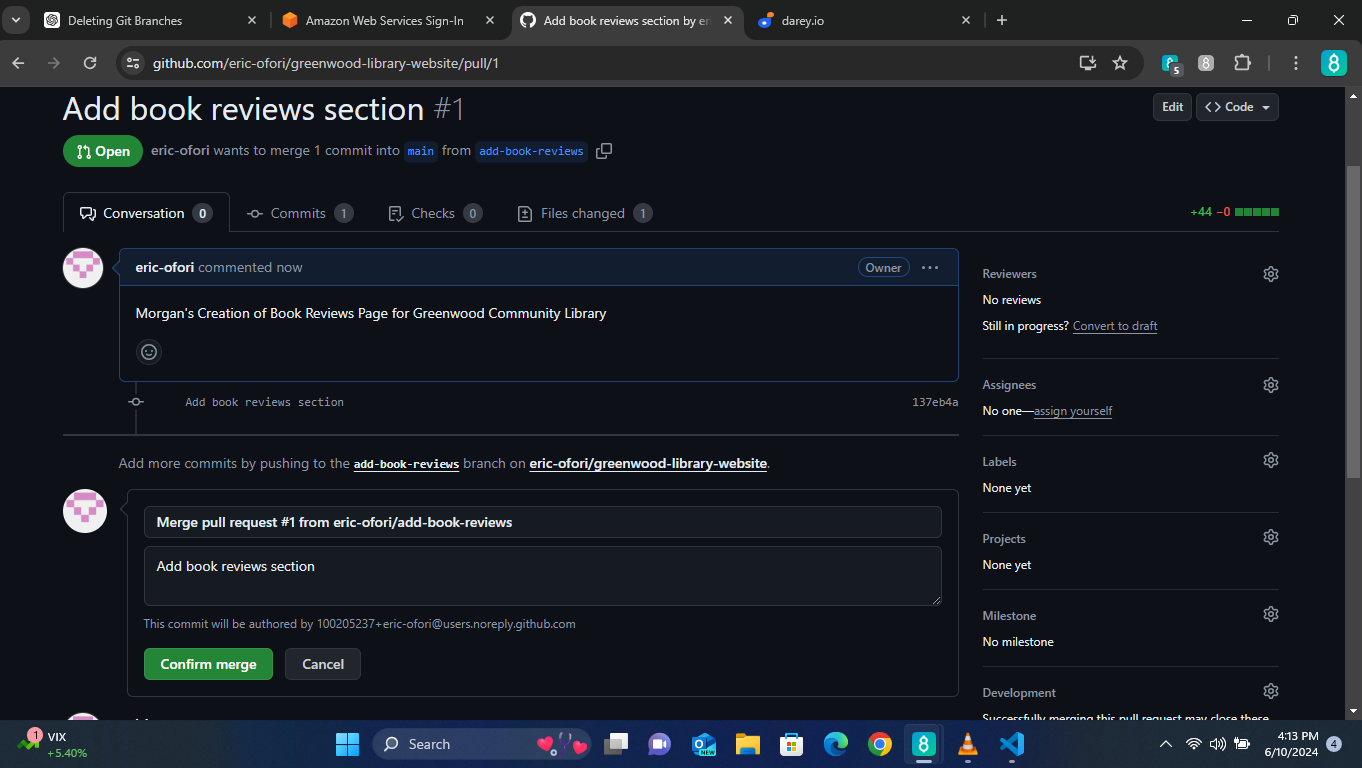 Deleting Git Branches
Amazon Web Services Sign-In
Add book reviews section by er
darey.io
github.com/eric-ofori/greenwood-library-website/pull/1
5
Add book reviews section #1
Edit
<> Code
Open
eric-ofori wants to merge 1 commit into main from add-book-reviews
Conversation 0
Commits 1
Checks 0
Files changed 1
+44 −0
eric-ofori commented now
Owner
Morgan's Creation of Book Reviews Page for Greenwood Community Library
Add book reviews section
137eb4a
Add more commits by pushing to the add-book-reviews branch on eric-ofori/greenwood-library-website.
Merge pull request #1 from eric-ofori/add-book-reviews
Add book reviews section
This commit will be authored by 100205237+eric-ofori@users.noreply.github.com
Confirm merge
Cancel
Reviewers
No reviews
Still in progress? Convert to draft
Assignees
No one—assign yourself
Labels
None yet
Projects
None yet
Milestone
No milestone
Development
Successfully merging this pull request may close these
1
VIX
+5.40%
Search
NEW
4:13 PM
6/10/2024
4